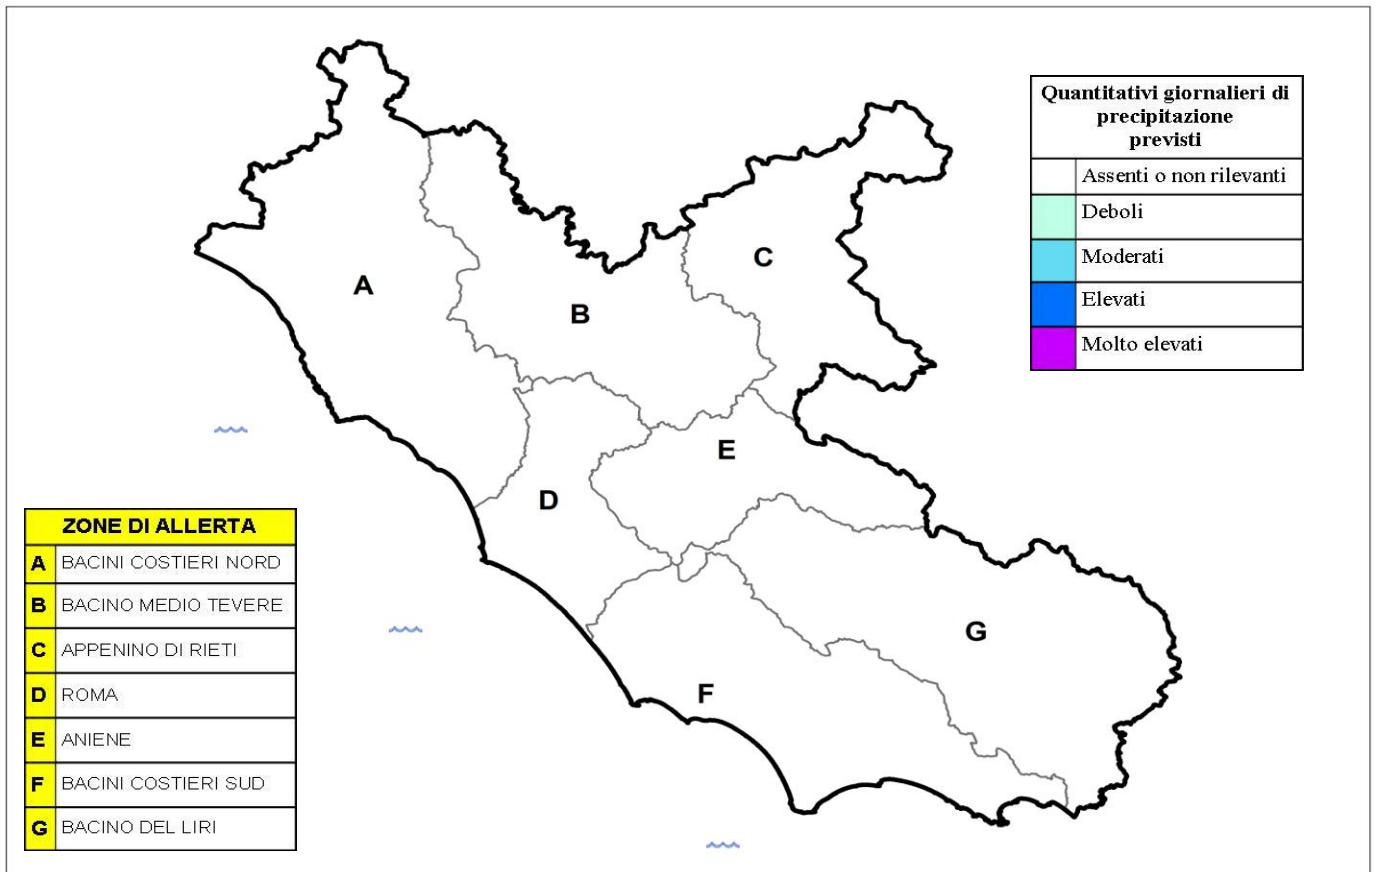 Quantitativi giornalieri di
precipitazione
previsti
Assenti o non rilevanti
Deboli
Moderati
Elevati
Molto elevati
A
B
C
D
E
F
G
ZONE DI ALLERTA
A BACINI COSTIERI NORD
B BACINO MEDIO TEVERE
C APPENINO DI RIETI
D ROMA
E ANIENE
F BACINI COSTIERI SUD
G BACINO DEL LIRI